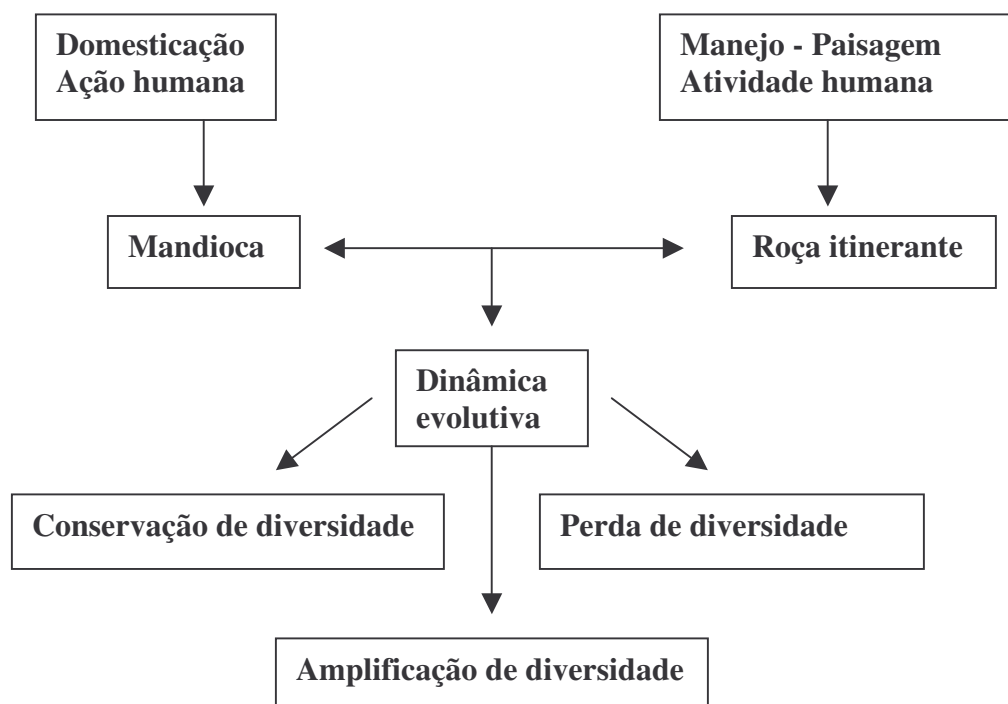 Domesticação
Ação humana
Manejo - Paisagem
Atividade humana
Mandioca
Roça itinerante
Dinâmica
evolutiva
Conservação de diversidade
Perda de diversidade
Amplificação de diversidade